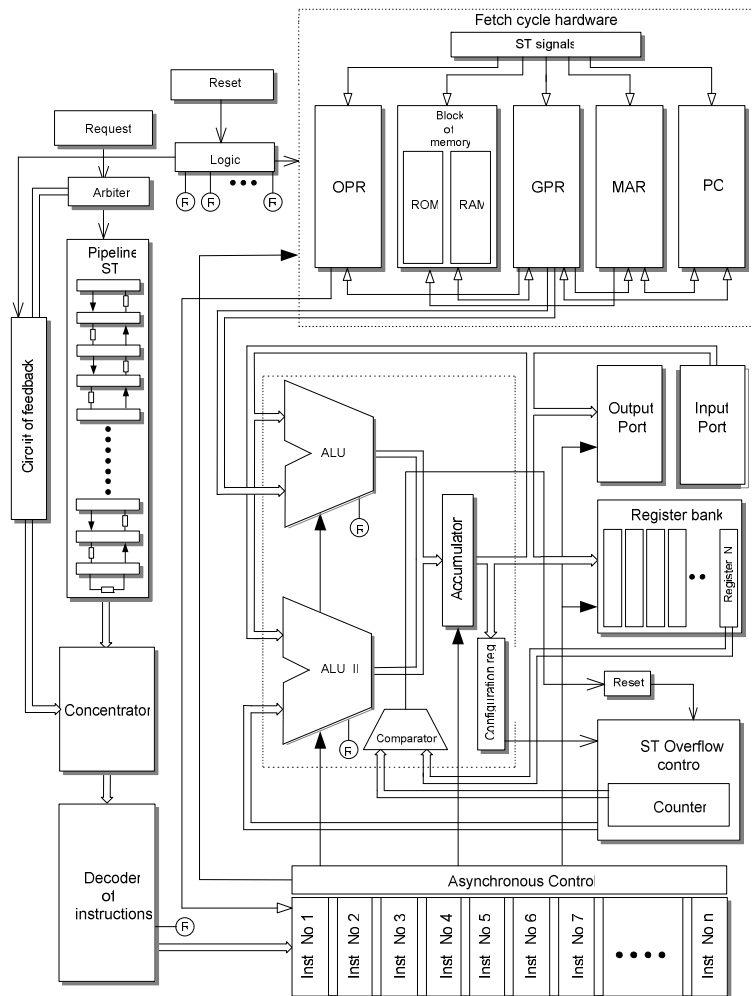 Fetch cycle hardware
ST signals
Reset
Request
Logic
Arbiter
Block
of
memory
OPR
ROM
RAM
GPR
MAR
PC
R
R
R
Pipeline
ST
Circuit of feedback
ALU
R
Accumulator
Output
Port
Input
Port
Register bank
Register N
ALU II
R
Comparator
Configuration reg
Reset
ST Overflow
control
Counter
Concentrator
Decoder
of
instructions
R
Asynchronous Control
Inst No 1
Inst No 2
Inst No 3
Inst No 4
Inst No 5
Inst No 6
Inst No 7
Inst No n